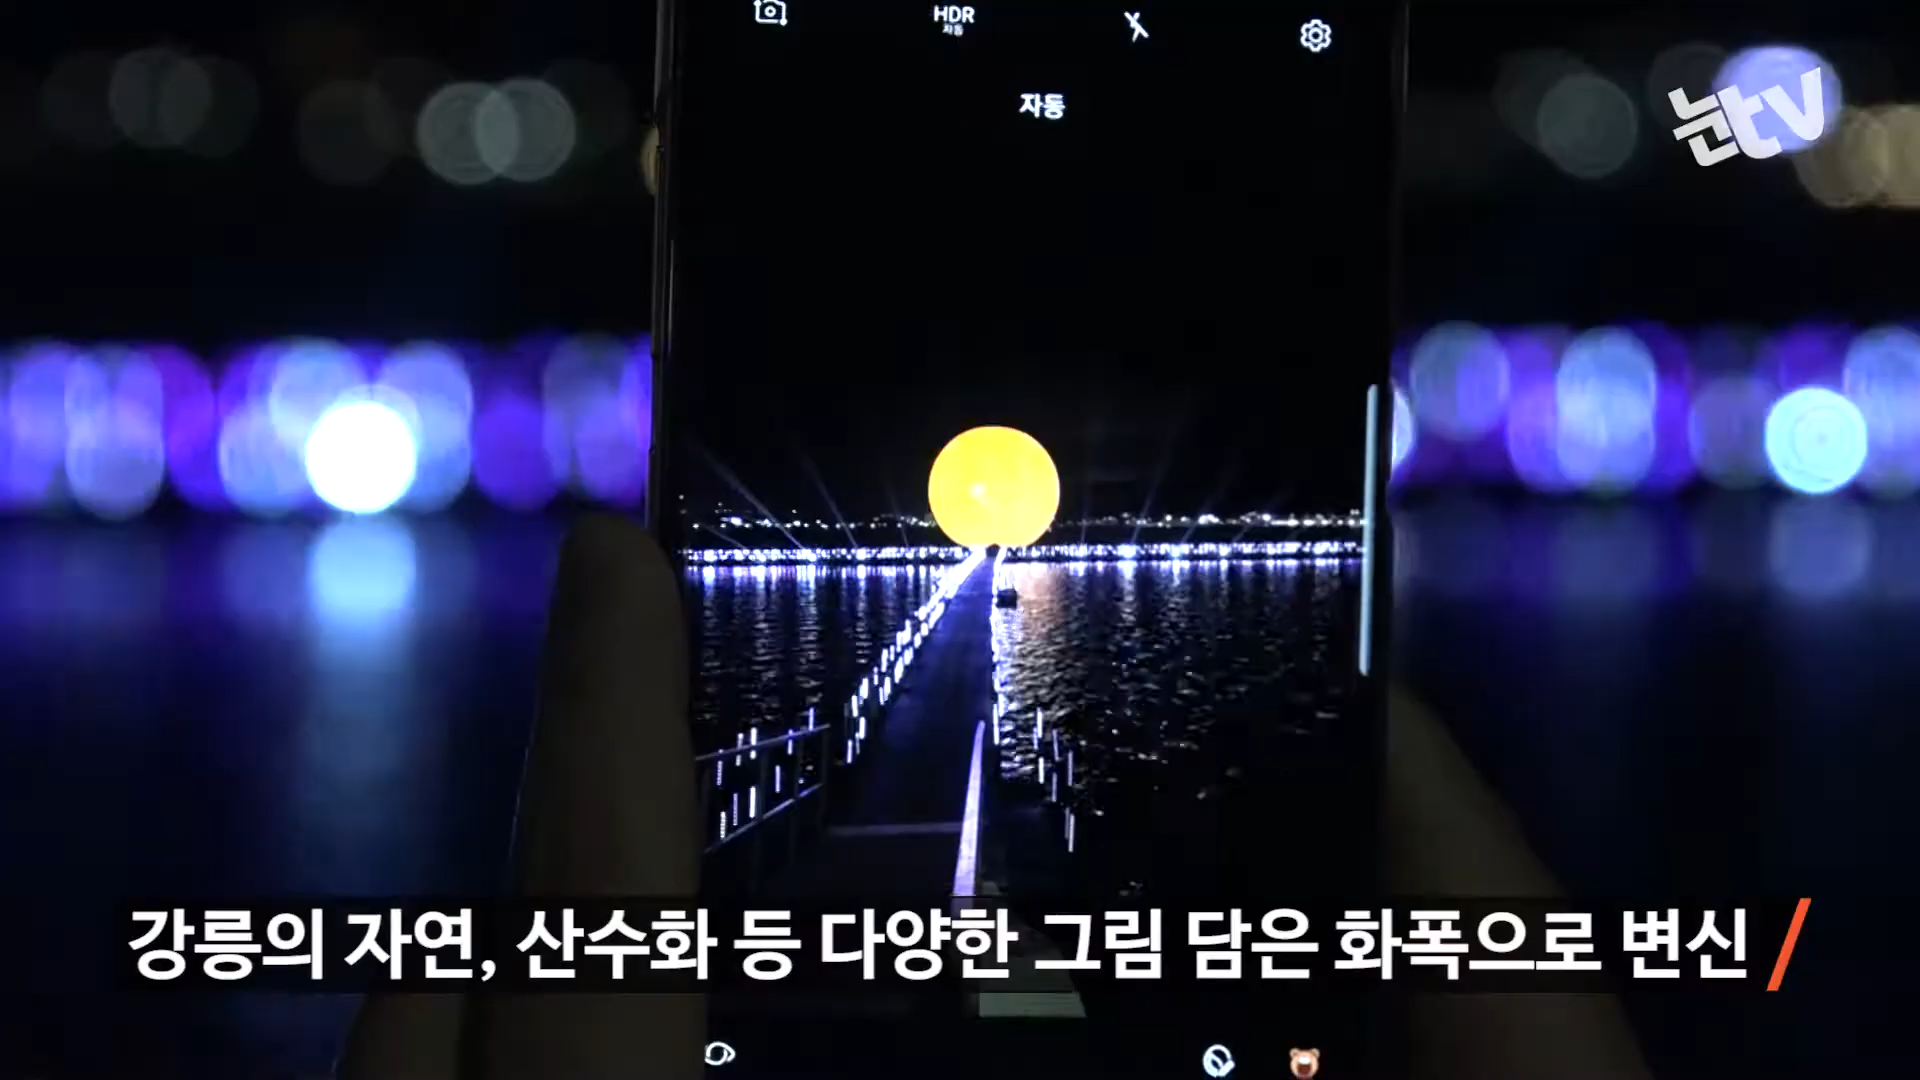 HDR
자동
자동
눈tv
강릉의 자연, 산수화 등 다양한 그림 담은 화폭으로 변신